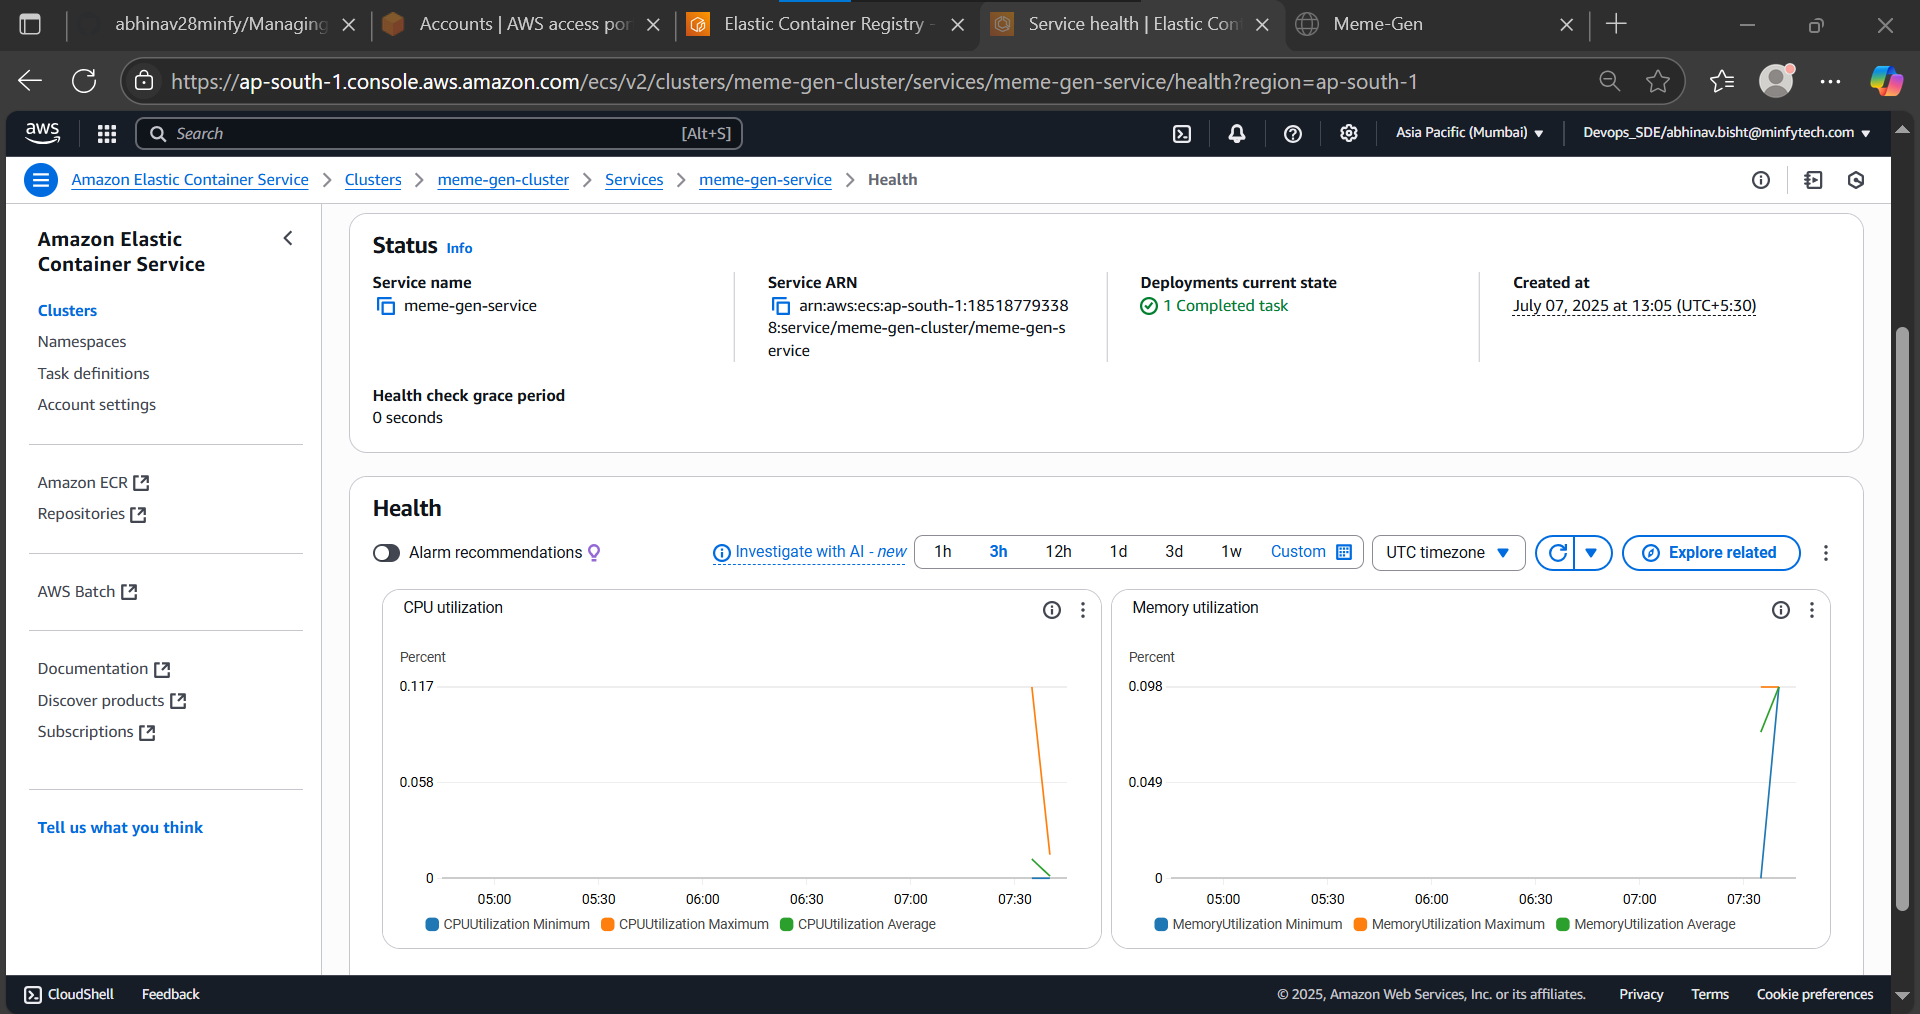 abhinav28minfy/Managing
Accounts | AWS access por
Elastic Container Registry -
Service health | Elastic Cont
Meme-Gen
https://ap-south-1.console.aws.amazon.com/ecs/v2/clusters/meme-gen-cluster/services/meme-gen-service/health?region=ap-south-1
aws
Search
[Alt+S]
Asia Pacific (Mumbai)
Devops_SDE/abhinav.bisht@minfytech.com
Amazon Elastic Container Service
Clusters
meme-gen-cluster
Services
meme-gen-service
Health
Amazon Elastic
Container Service
Clusters
Namespaces
Task definitions
Account settings
Amazon ECR
Repositories
AWS Batch
Documentation
Discover products
Subscriptions
Tell us what you think
Status Info
Service name
meme-gen-service
Service ARN
arn:aws:ecs:ap-south-1:18518779338
8:service/meme-gen-cluster/meme-gen-s
ervice
Deployments current state
1 Completed task
Created at
July 07, 2025 at 13:05 (UTC+5:30)
Health check grace period
0 seconds
Health
Alarm recommendations
Investigate with AI - new
1h
3h
12h
1d
3d
1w
Custom
UTC timezone
Explore related
CPU utilization
Percent
0.117
0.058
0
05:00
05:30
06:00
06:30
07:00
07:30
CPUUtilization Minimum
CPUUtilization Maximum
CPUUtilization Average
Memory utilization
Percent
0.098
0.049
0
05:00
05:30
06:00
06:30
07:00
07:30
MemoryUtilization Minimum
MemoryUtilization Maximum
MemoryUtilization Average
CloudShell
Feedback
© 2025, Amazon Web Services, Inc. or its affiliates.
Privacy
Terms
Cookie preferences